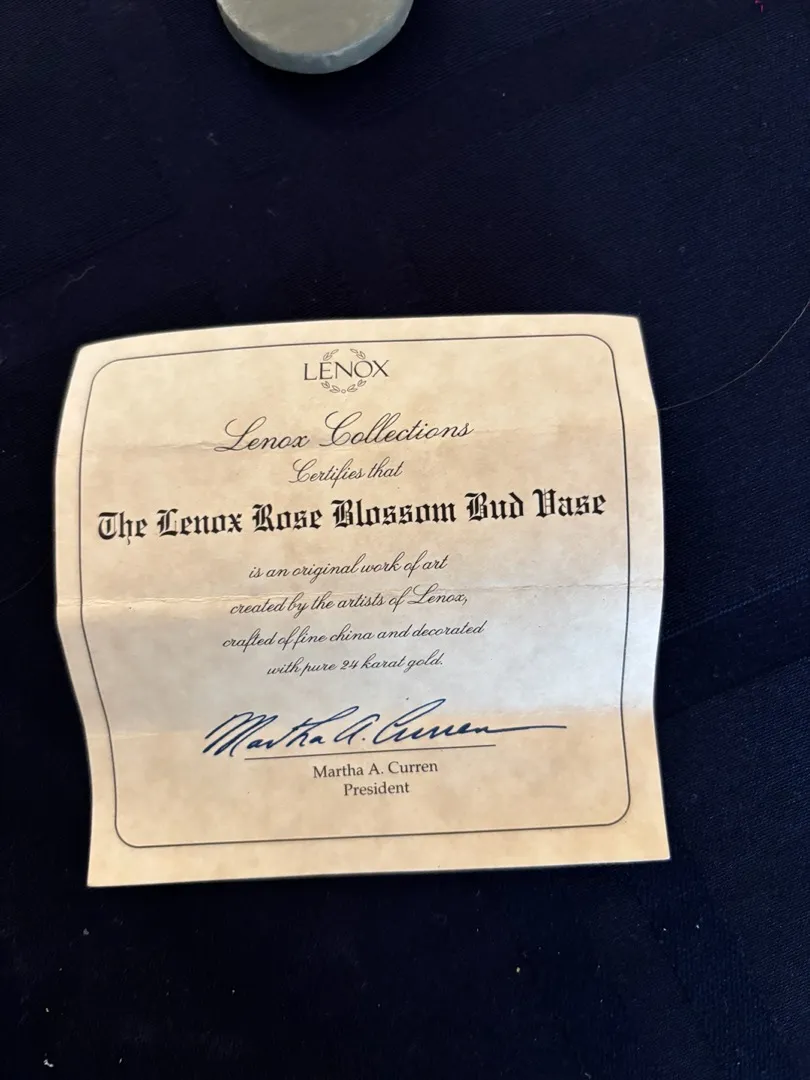 LENOX
Lenox Collections
Certifies that
The Lenox Rose Blossom Bud Vase
is an original work of art
created by the artists of Lenox,
crafted of fine china and decorated
with pure 24 karat gold.
Martha A. Curren
Martha A. Curren
President